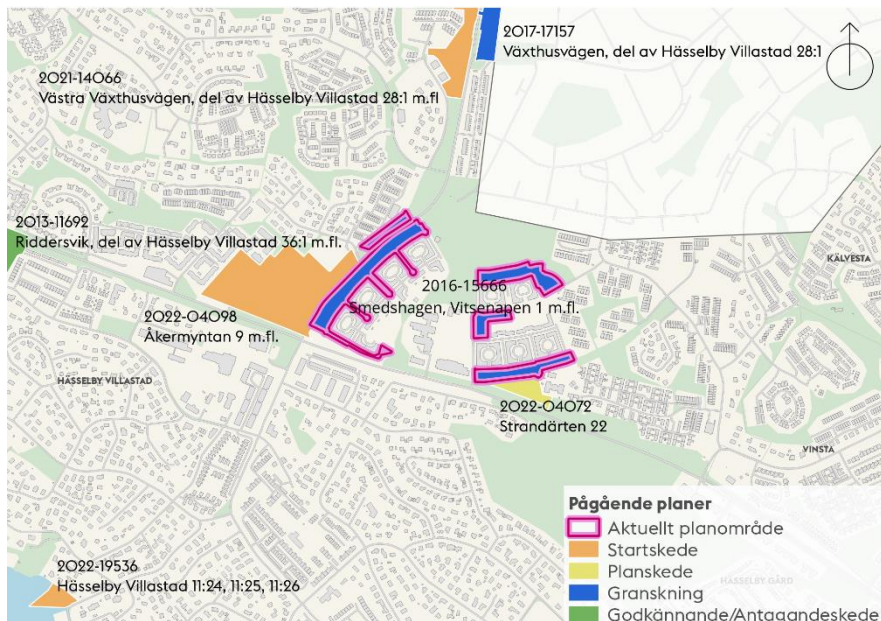 2017-17157
Växthusvägen, del av Hässelby Villastad 28:1
2021-14066
Västra Växthusvägen, del av Hässelby Villastad 28:1 m.fl
2013-11692
Riddersvik, del av Hässelby Villastad 36:1 m.fl.
KÄLVESTA
2016-15666
Smedshagen, Vitsenapen 1 m.fl.
2022-04098
Åkermyntan 9 m.fl.
HÄSSELBY VILLASTAD
2022-04072
Strandärten 22
VINSTA
Pågående planer
Aktuellt planområde
Startskede
Planskede
Granskning
Godkännande/Antagandeskede
HÄSSELBY GÅRD
2022-19536
Hässelby Villastad 11:24, 11:25, 11:26